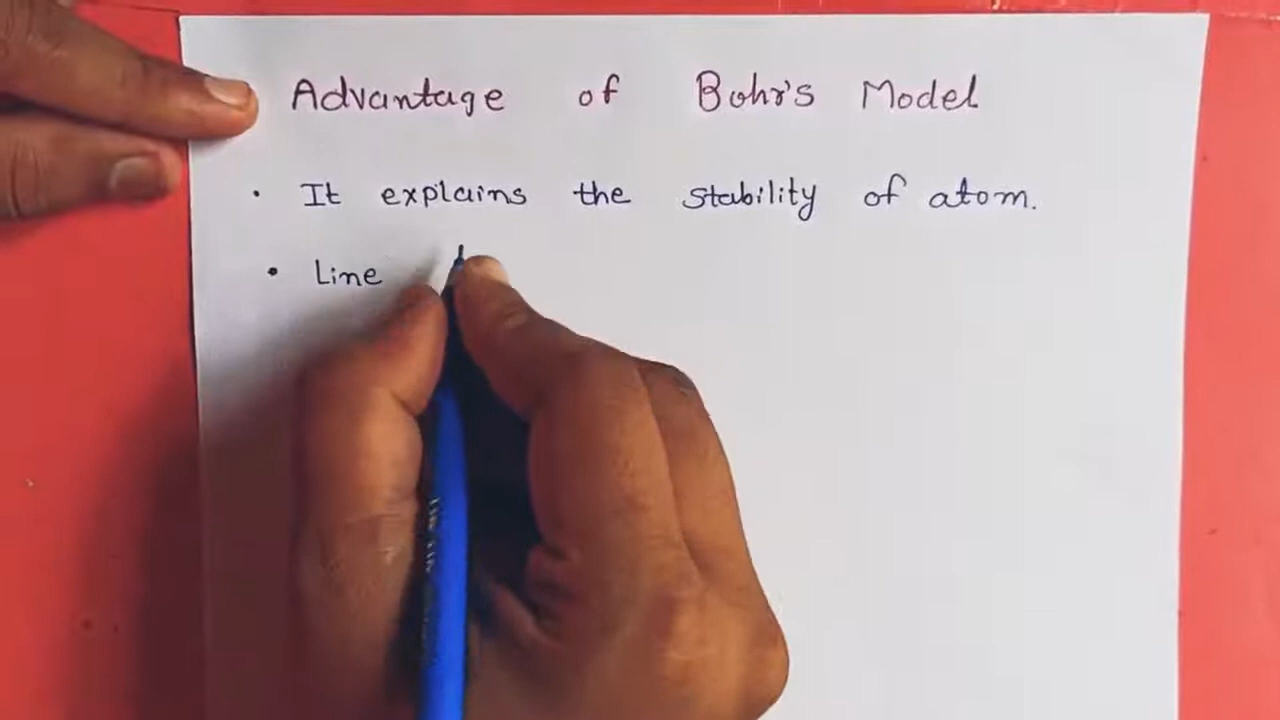 Advantage of Bohr's Model
• It explains the stability of atom.
• Line